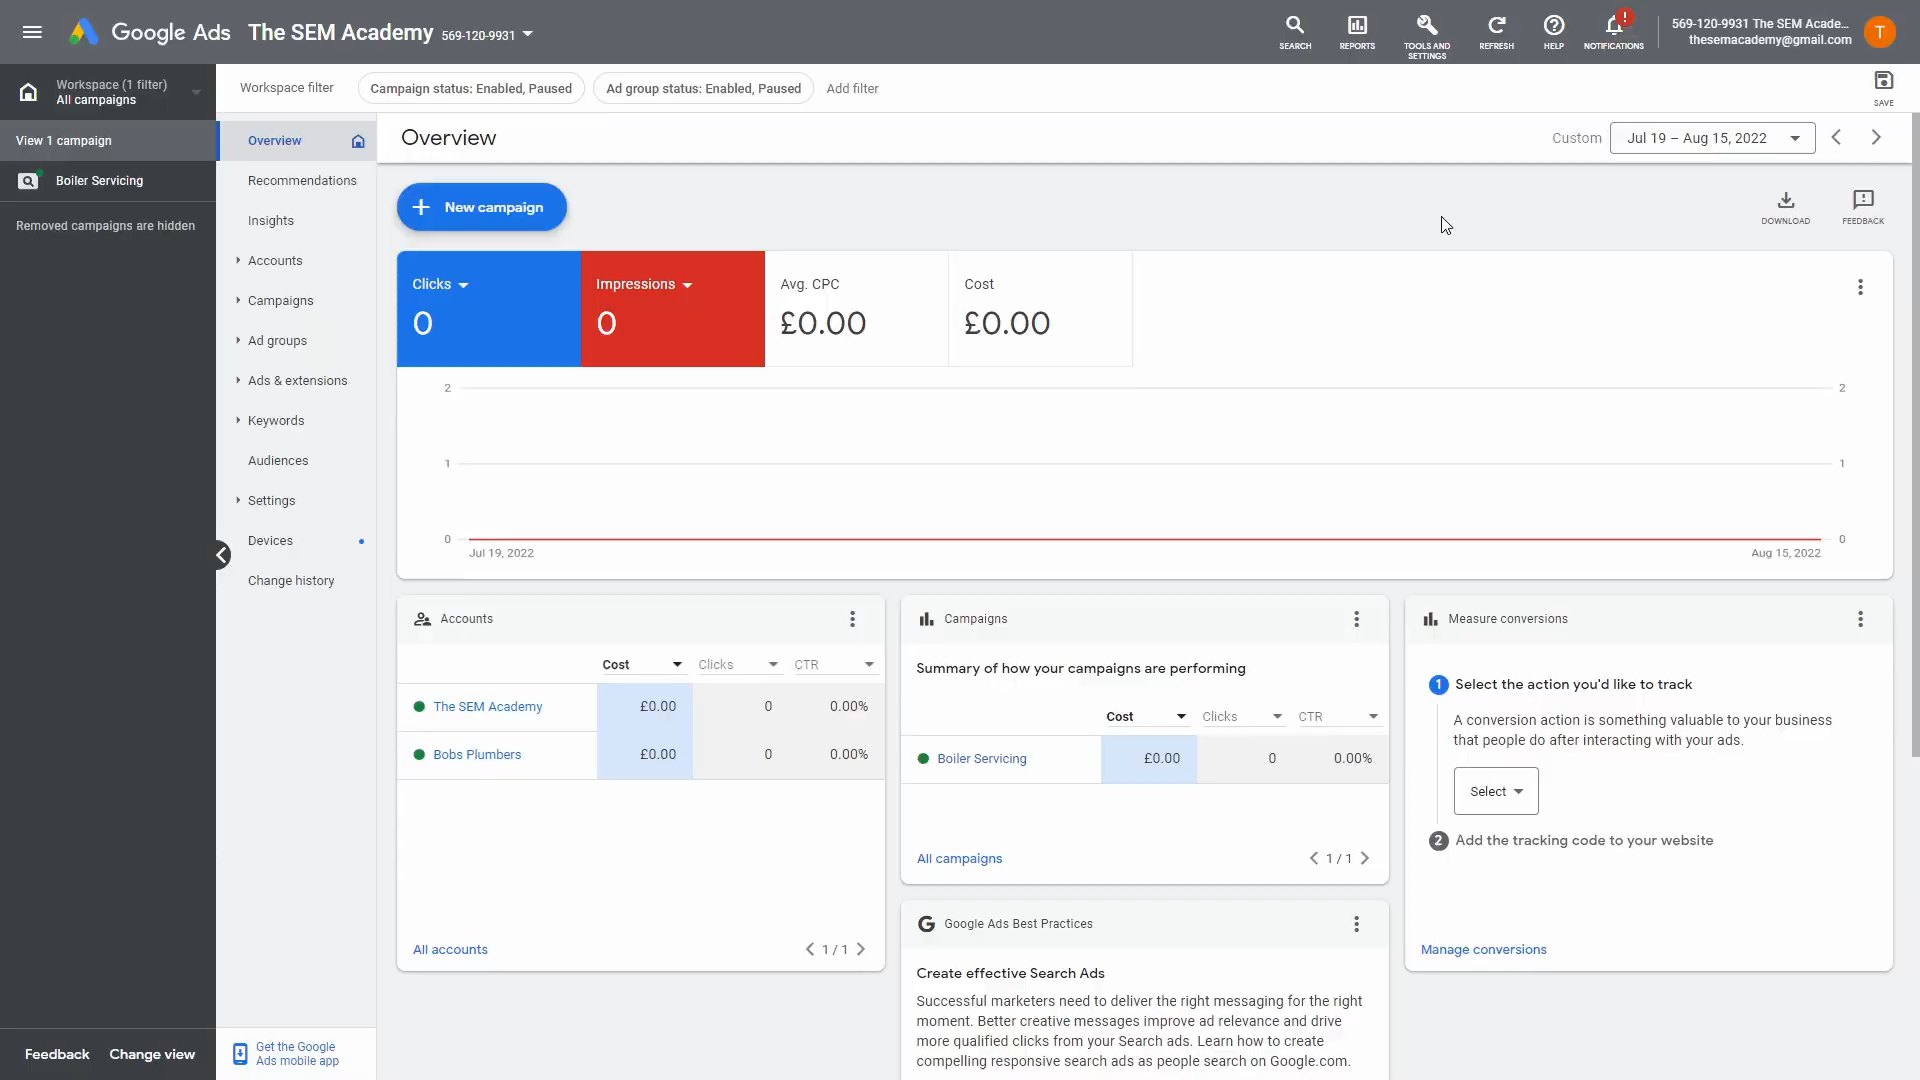 Google Ads
The SEM Academy 569-120-9931
SEARCH
REPORTS
TOOLS AND
SETTINGS
REFRESH
HELP
!
NOTIFICATIONS
569-120-9931 The SEM Acade...
thesemacademy@gmail.com
T
Workspace (1 filter)
All campaigns
Workspace filter
Campaign status: Enabled, Paused
Ad group status: Enabled, Paused
Add filter
SAVE
View 1 campaign
Boiler Servicing
Removed campaigns are hidden
Overview
Recommendations
Insights
Accounts
Campaigns
Ad groups
Ads & extensions
Keywords
Audiences
Settings
Devices
Change history
Overview
Custom
Jul 19 – Aug 15, 2022
New campaign
DOWNLOAD
FEEDBACK
Clicks
0
Impressions
0
Avg. CPC
£0.00
Cost
£0.00
2
2
1
1
0
0
Jul 19, 2022
Aug 15, 2022
Accounts
Cost Clicks CTR
The SEM Academy £0.00 0 0.00%
Bobs Plumbers £0.00 0 0.00%
All accounts
1 / 1
Campaigns
Summary of how your campaigns are performing
Cost Clicks CTR
Boiler Servicing £0.00 0 0.00%
All campaigns
1 / 1
Google Ads Best Practices
Create effective Search Ads
Successful marketers need to deliver the right messaging for the right
moment. Better creative messages improve ad relevance and drive
more qualified clicks from your Search ads. Learn how to create
compelling responsive search ads as people search on Google.com.
Measure conversions
1 Select the action you'd like to track
A conversion action is something valuable to your business
that people do after interacting with your ads.
Select
2 Add the tracking code to your website
Manage conversions
Feedback
Change view
Get the Google
Ads mobile app